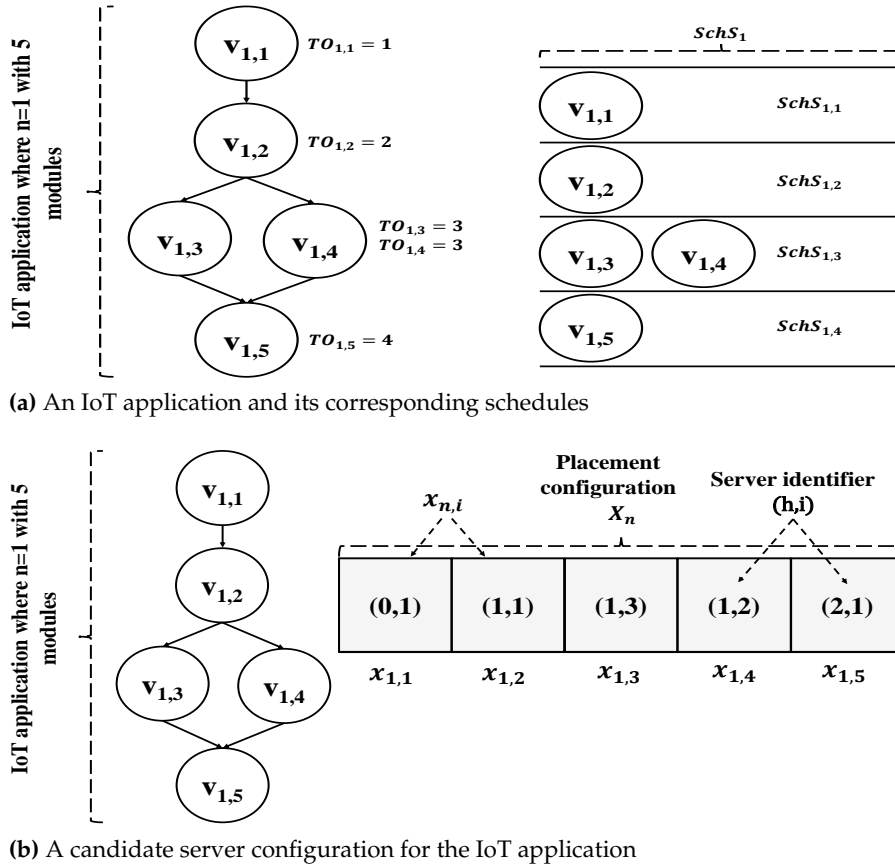 IoT application where n=1 with 5
modules
v1,1
TO1,1 = 1
v1,2
TO1,2 = 2
v1,3
v1,4
TO1,3 = 3
TO1,4 = 3
v1,5
TO1,5 = 4
SchS1
v1,1
SchS1,1
v1,2
SchS1,2
v1,3
v1,4
SchS1,3
v1,5
SchS1,4
(a) An IoT application and its corresponding schedules
IoT application where n=1 with 5
modules
v1,1
v1,2
v1,3
v1,4
v1,5
xn,i
Placement
configuration
Xn
Server identifier
(h,i)
(0,1) (1,1) (1,3) (1,2) (2,1)
x1,1 x1,2 x1,3 x1,4 x1,5
(b) A candidate server configuration for the IoT application